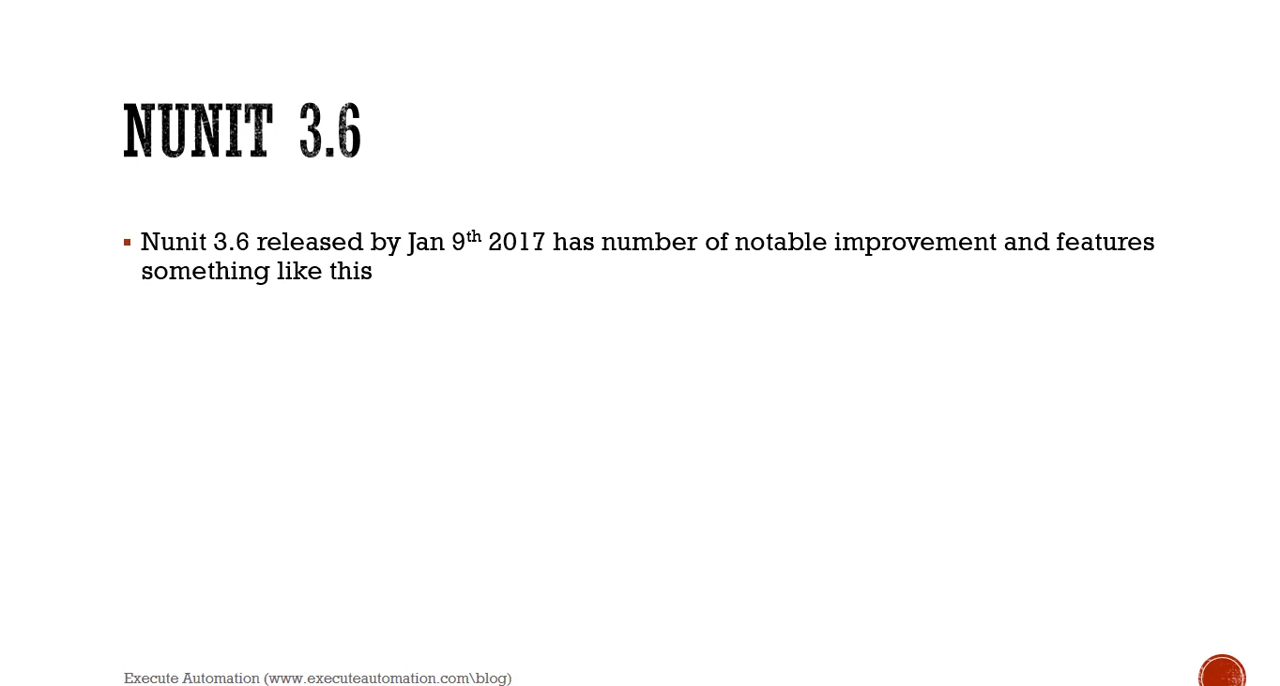 NUNIT 3.6
▪ Nunit 3.6 released by Jan 9th 2017 has number of notable improvement and features
something like this
Execute Automation (www.executeautomation.com\blog)